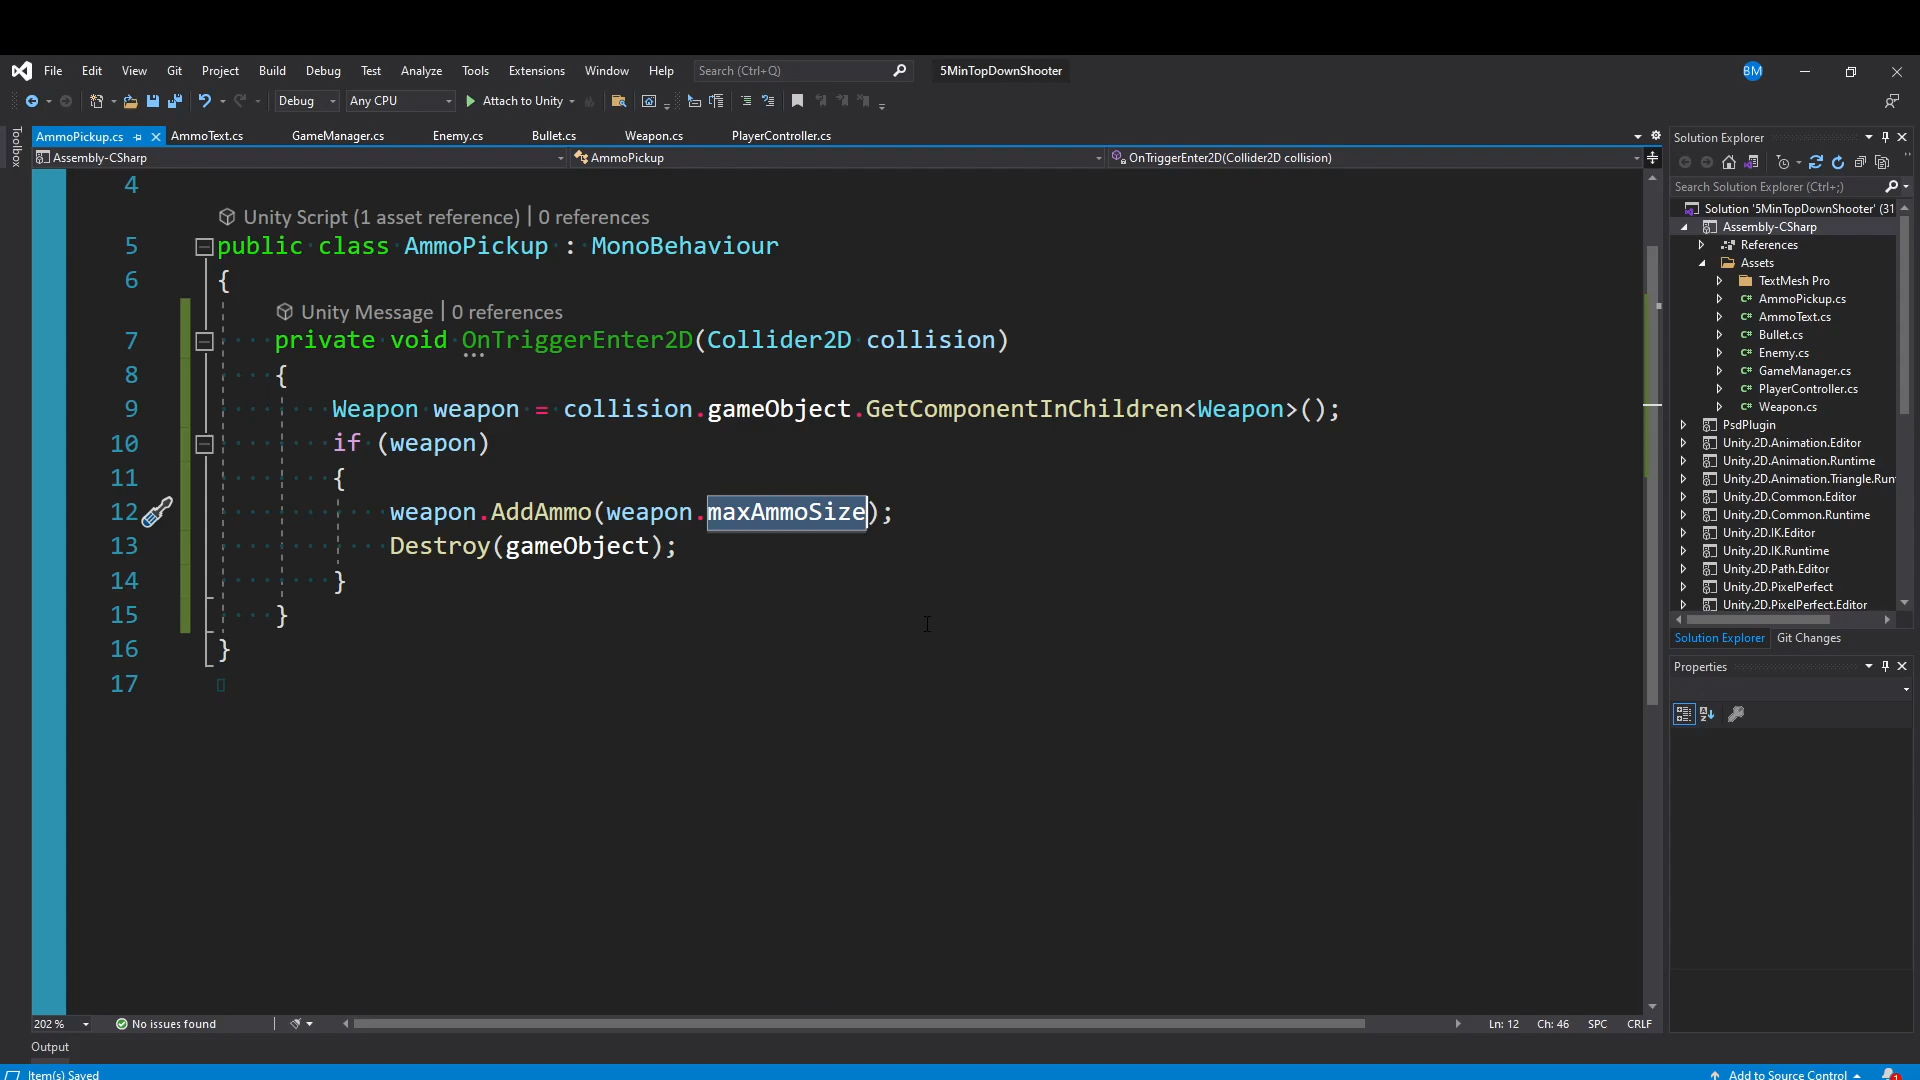 File Edit View Git Project Build Debug Test Analyze Tools Extensions Window Help Search (Ctrl+Q) 5MinTopDownShooter BM
Debug Any CPU Attach to Unity
Toolbox
AmmoPickup.cs AmmoText.cs GameManager.cs Enemy.cs Bullet.cs Weapon.cs PlayerController.cs
Assembly-CSharp AmmoPickup OnTriggerEnter2D(Collider2D collision)
4
Unity Script (1 asset reference) | 0 references
5 public class AmmoPickup : MonoBehaviour
6 {
Unity Message | 0 references
7 private void OnTriggerEnter2D(Collider2D collision)
8 {
9 Weapon weapon = collision.gameObject.GetComponentInChildren<Weapon>();
10 if (weapon)
11 {
12 weapon.AddAmmo(weapon.maxAmmoSize);
13 Destroy(gameObject);
14 }
15 }
16 }
17
202 % No issues found Ln: 12 Ch: 46 SPC CRLF
Output
Item(s) Saved
Solution Explorer
Search Solution Explorer (Ctrl+;)
Solution '5MinTopDownShooter' (31
Assembly-CSharp
References
Assets
TextMesh Pro
AmmoPickup.cs
AmmoText.cs
Bullet.cs
Enemy.cs
GameManager.cs
PlayerController.cs
Weapon.cs
PsdPlugin
Unity.2D.Animation.Editor
Unity.2D.Animation.Runtime
Unity.2D.Animation.Triangle.Run
Unity.2D.Common.Editor
Unity.2D.Common.Runtime
Unity.2D.IK.Editor
Unity.2D.IK.Runtime
Unity.2D.Path.Editor
Unity.2D.PixelPerfect
Unity.2D.PixelPerfect.Editor
Solution Explorer Git Changes
Properties
Add to Source Control 1